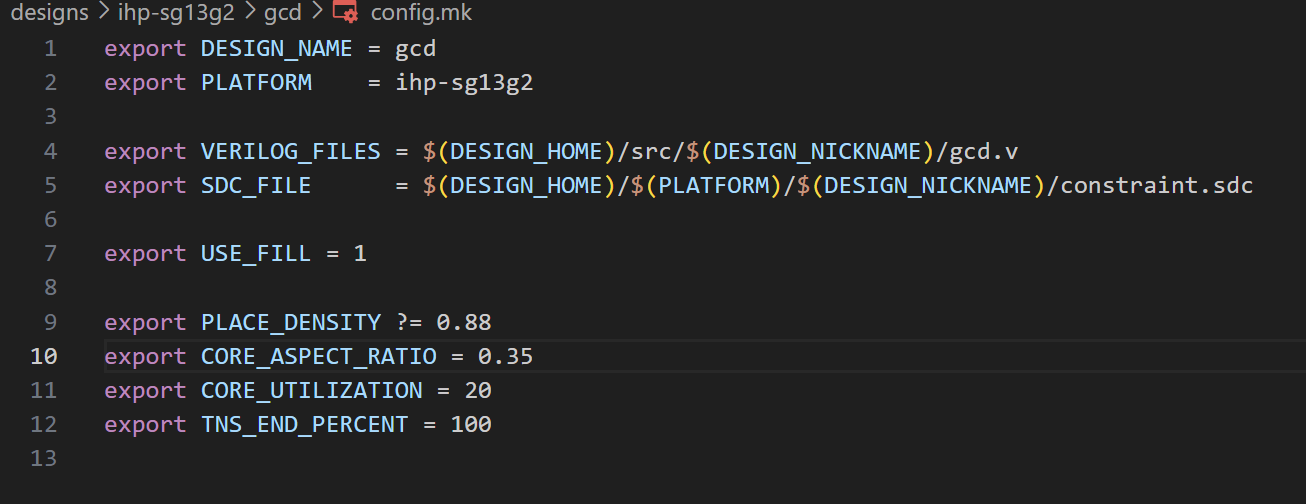 designs > ihp-sg13g2 > gcd > config.mk
1 export DESIGN_NAME = gcd
2 export PLATFORM    = ihp-sg13g2
3
4 export VERILOG_FILES = $(DESIGN_HOME)/src/$(DESIGN_NICKNAME)/gcd.v
5 export SDC_FILE      = $(DESIGN_HOME)/$(PLATFORM)/$(DESIGN_NICKNAME)/constraint.sdc
6
7 export USE_FILL = 1
8
9 export PLACE_DENSITY ?= 0.88
10 export CORE_ASPECT_RATIO = 0.35
11 export CORE_UTILIZATION = 20
12 export TNS_END_PERCENT = 100
13